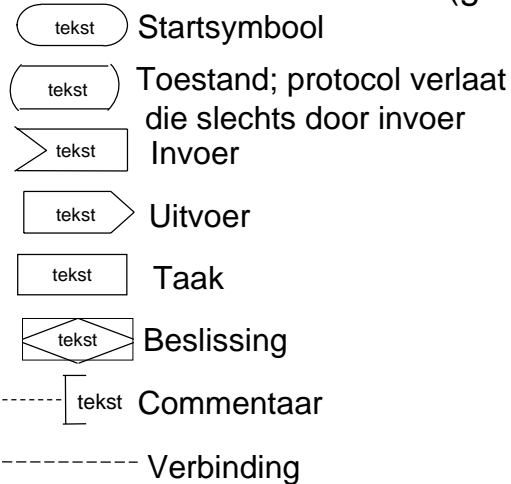 (g
tekst Startsymbool
tekst Toestand; protocol verlaat
die slechts door invoer
tekst Invoer
tekst Uitvoer
tekst Taak
tekst Beslissing
tekst Commentaar
Verbinding